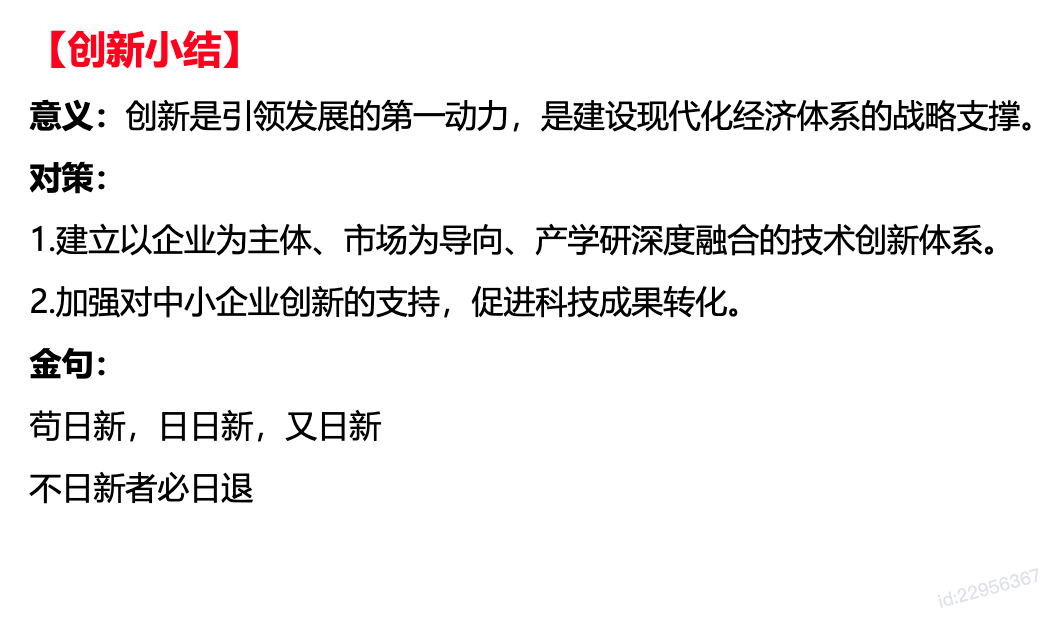 【创新小结】
意义：创新是引领发展的第一动力，是建设现代化经济体系的战略支撑。
对策：
1.建立以企业为主体、市场为导向、产学研深度融合的技术创新体系。
2.加强对中小企业创新的支持，促进科技成果转化。
金句：
苟日新，日日新，又日新
不日新者必日退
id:22956367